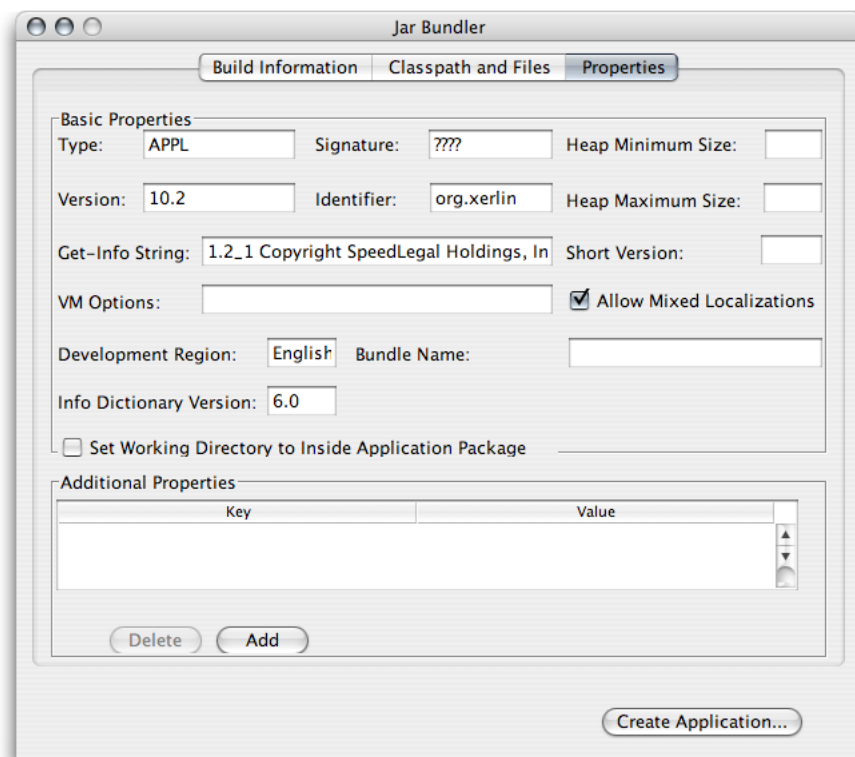 Jar Bundler
Build Information Classpath and Files Properties
Basic Properties
Type: APPL Signature: ???? Heap Minimum Size:
Version: 10.2 Identifier: org.xerlin Heap Maximum Size:
Get-Info String: 1.2_1 Copyright SpeedLegal Holdings, In Short Version:
VM Options: Allow Mixed Localizations
Development Region: English Bundle Name:
Info Dictionary Version: 6.0
Set Working Directory to Inside Application Package
Additional Properties
Key Value
Delete Add
Create Application...